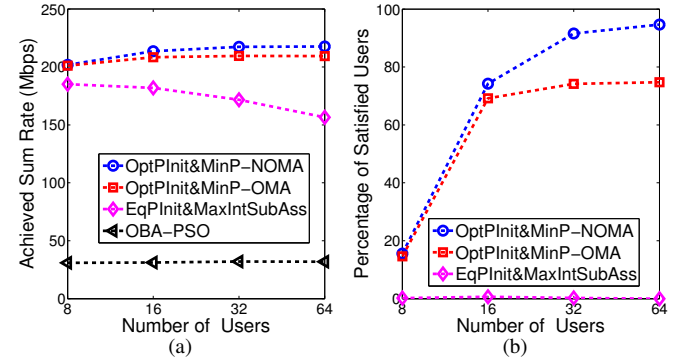 250
200
150
100
50
0
Achieved Sum Rate (Mbps)
OptPInit&MinP-NOMA
OptPInit&MinP-OMA
EqPInit&MaxIntSubAss
OBA-PSO
8
16
32
64
Number of Users
(a)
100
80
60
40
20
0
Percentage of Satisfied Users
OptPInit&MinP-NOMA
OptPInit&MinP-OMA
EqPInit&MaxIntSubAss
8
16
32
64
Number of Users
(b)